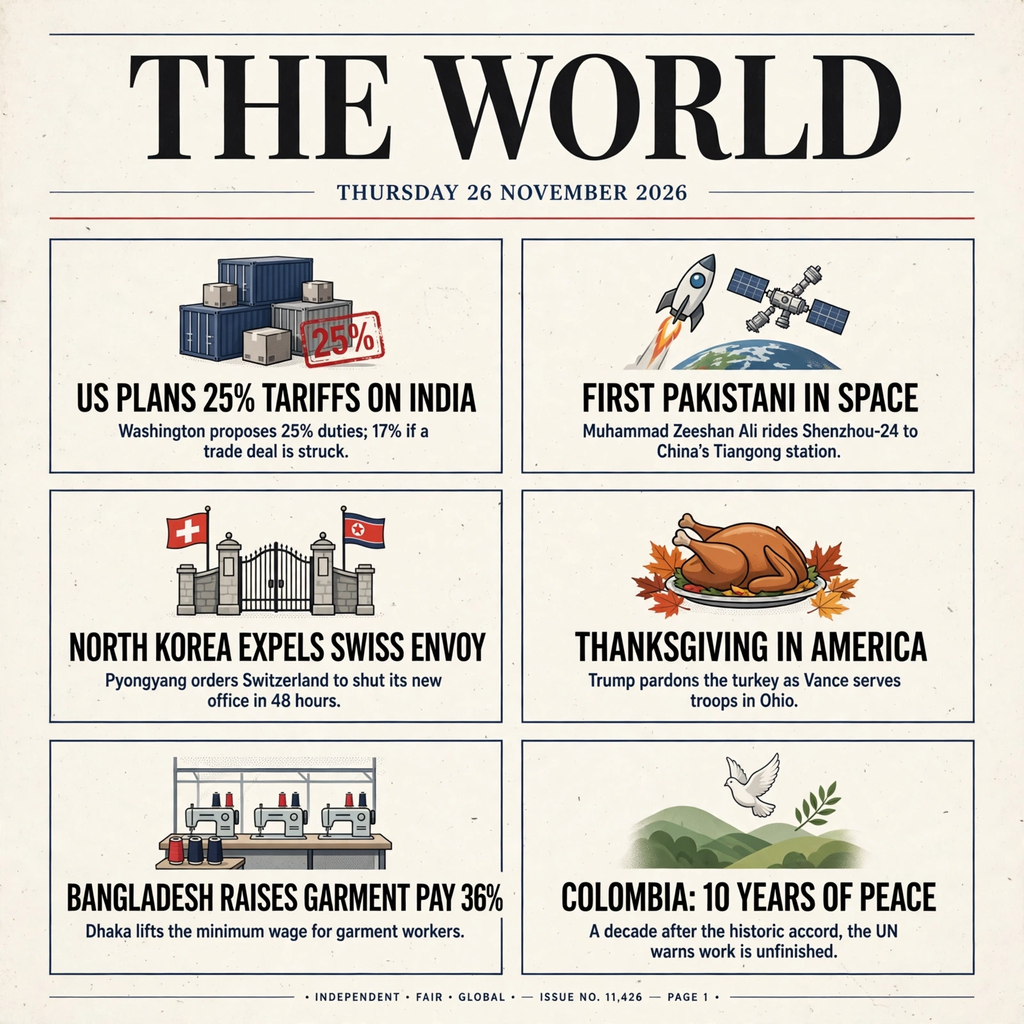 THE WORLD
THURSDAY 26 NOVEMBER 2026
25%
US PLANS 25% TARIFFS ON INDIA
Washington proposes 25% duties; 17% if a
trade deal is struck.
FIRST PAKISTANI IN SPACE
Muhammad Zeeshan Ali rides Shenzhou-24 to
China's Tiangong station.
NORTH KOREA EXPELS SWISS ENVOY
Pyongyang orders Switzerland to shut its new
office in 48 hours.
THANKSGIVING IN AMERICA
Trump pardons the turkey as Vance serves
troops in Ohio.
BANGLADESH RAISES GARMENT PAY 36%
Dhaka lifts the minimum wage for garment workers.
COLOMBIA: 10 YEARS OF PEACE
A decade after the historic accord, the UN
warns work is unfinished.
• INDEPENDENT • FAIR • GLOBAL • — ISSUE NO. 11,426 — PAGE 1 •